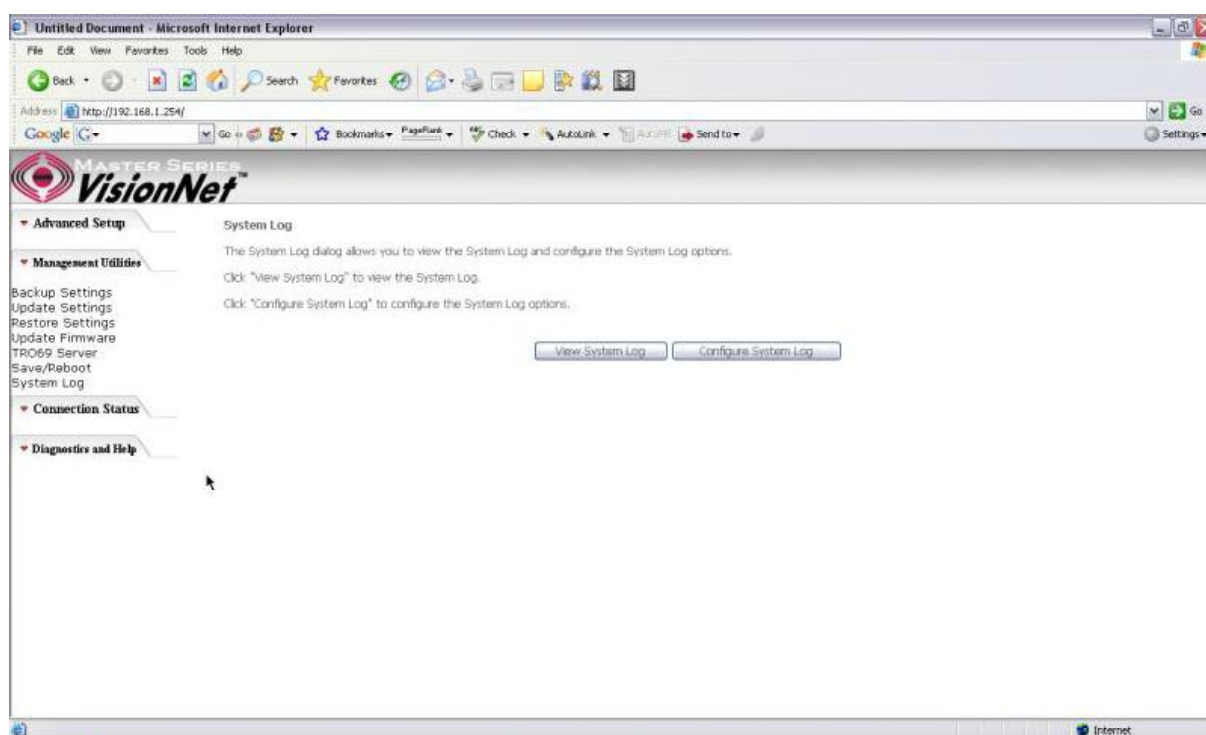 Untitled Document - Microsoft Internet Explorer
File Edit View Favorites Tools Help
Back Search Favorites
Address http://192.168.1.254/ Go
Google G Go Bookmarks PageRank Check AutoLink AutoFill Send to Settings
MASTER SERIES
VisionNet™
Advanced Setup
Management Utilities
Backup Settings
Update Settings
Restore Settings
Update Firmware
TRO69 Server
Save/Reboot
System Log
Connection Status
Diagnostics and Help
System Log
The System Log dialog allows you to view the System Log and configure the System Log options.
Click "View System Log" to view the System Log.
Click "Configure System Log" to configure the System Log options.
View System Log Configure System Log
Internet